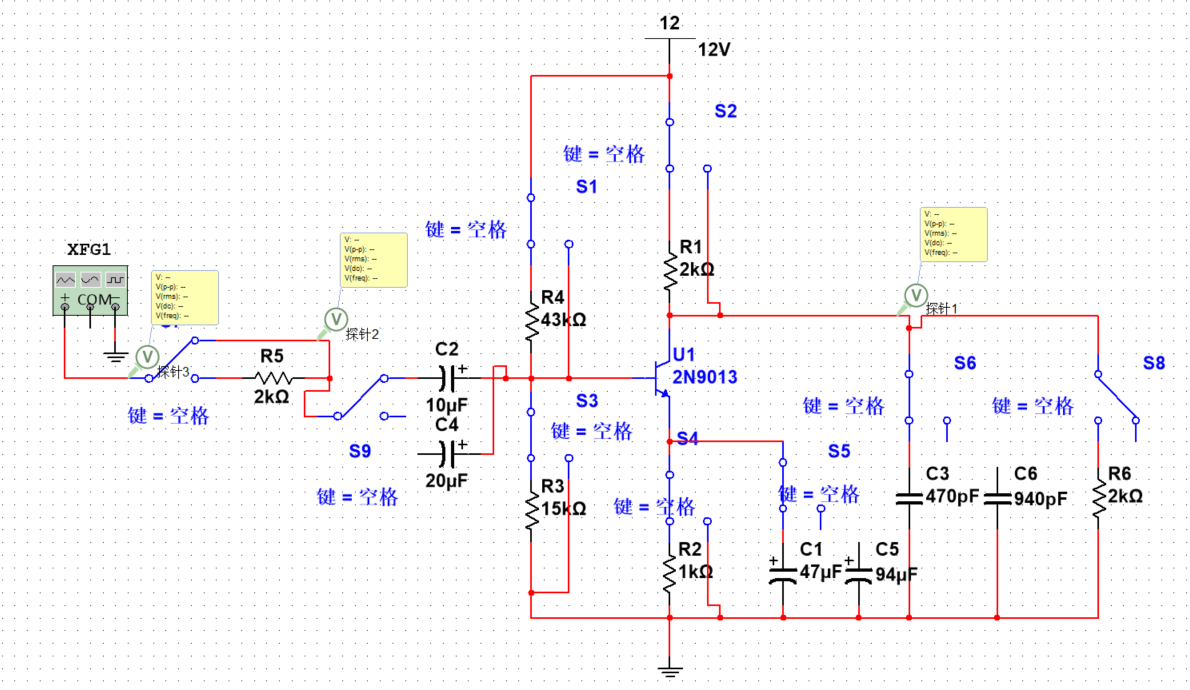 12
12V
S2
键 = 空格
S1
键 = 空格
XFG1
COM
V: --
V(p-p): --
V(rms): --
V(dc): --
V(freq): --
V: --
V(p-p): --
V(rms): --
V(dc): --
V(freq): --
V: --
V(p-p): --
V(rms): --
V(dc): --
V(freq): --
V
探针3
V
探针2
V
探针1
R1
2kΩ
R4
43kΩ
R5
2kΩ
键 = 空格
C2
10µF
C4
20µF
U1
2N9013
S9
键 = 空格
S3
键 = 空格
S4
键 = 空格
S5
键 = 空格
S6
键 = 空格
S8
键 = 空格
R3
15kΩ
R2
1kΩ
C1
47µF
C5
94µF
C3
470pF
C6
940pF
R6
2kΩ